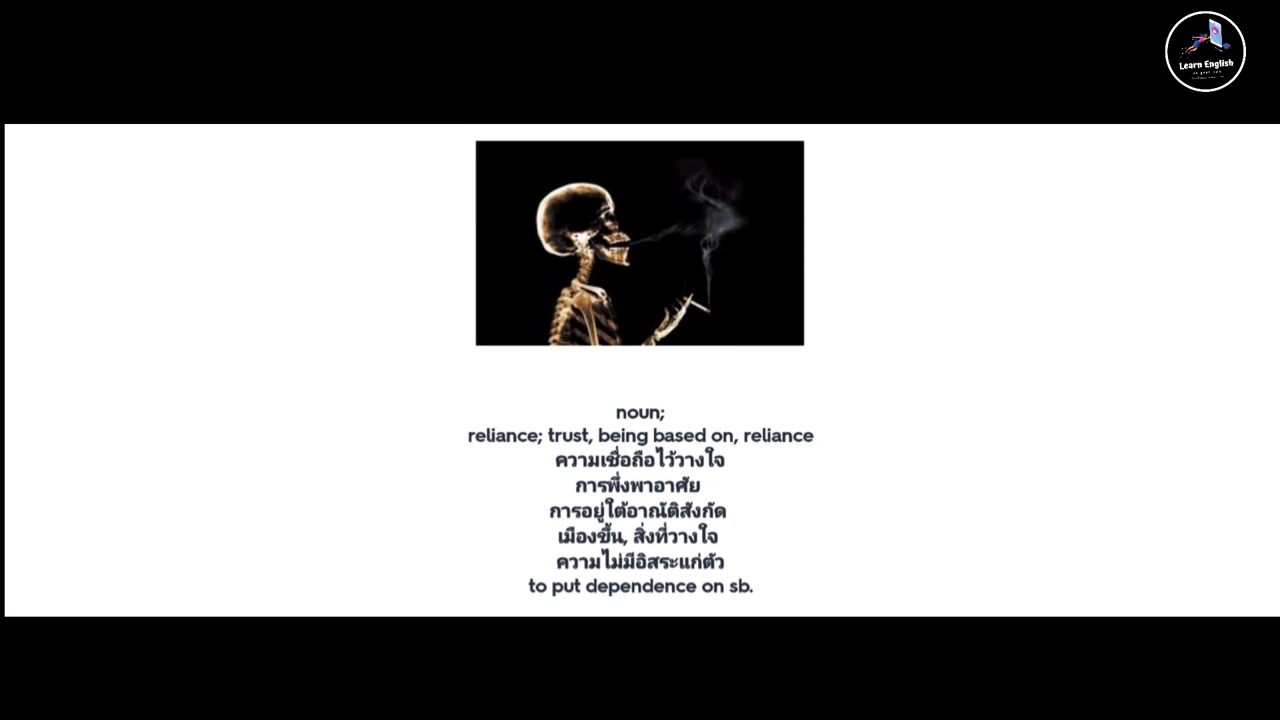 Learn English
noun;
reliance; trust, being based on, reliance
ความเชื่อถือไว้วางใจ
การพึ่งพาอาศัย
การอยู่ใต้อาณัติสังกัด
เมืองขึ้น, สิ่งที่วางใจ
ความไม่มีอิสระแก่ตัว
to put dependence on sb.